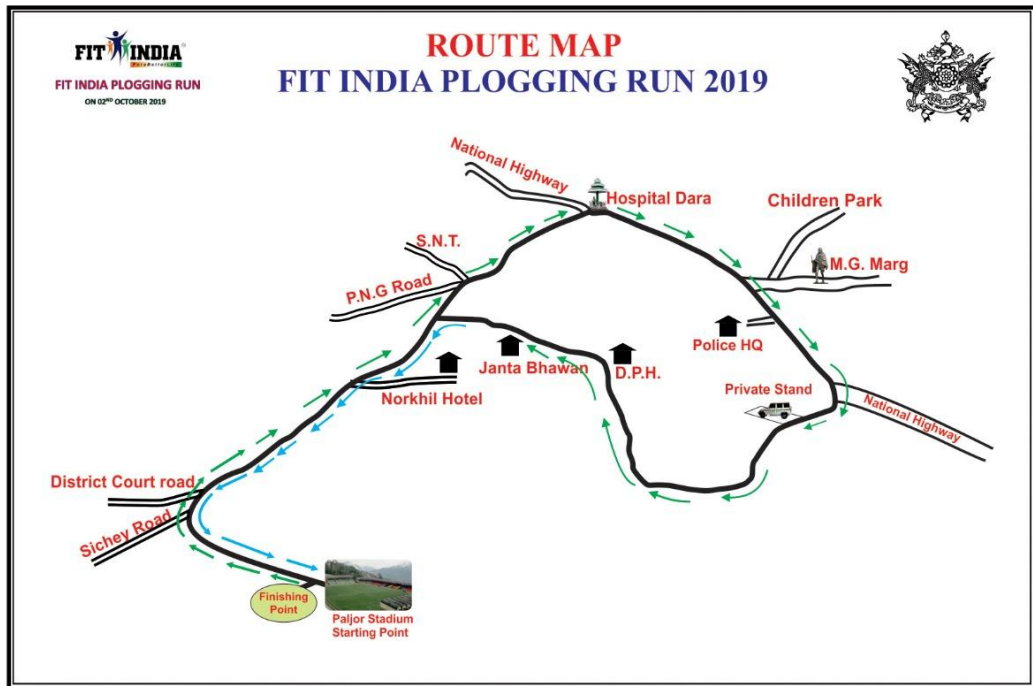 FIT INDIA
FIT INDIA PLOGGING RUN
ON 02ND OCTOBER 2019
ROUTE MAP
FIT INDIA PLOGGING RUN 2019
National Highway
Hospital Dara
Children Park
S.N.T.
M.G. Marg
P.N.G Road
Police HQ
Janta Bhawan
D.P.H.
Norkhil Hotel
Private Stand
National Highway
District Court road
Sichey Road
Finishing
Point
Paljor Stadium
Starting Point